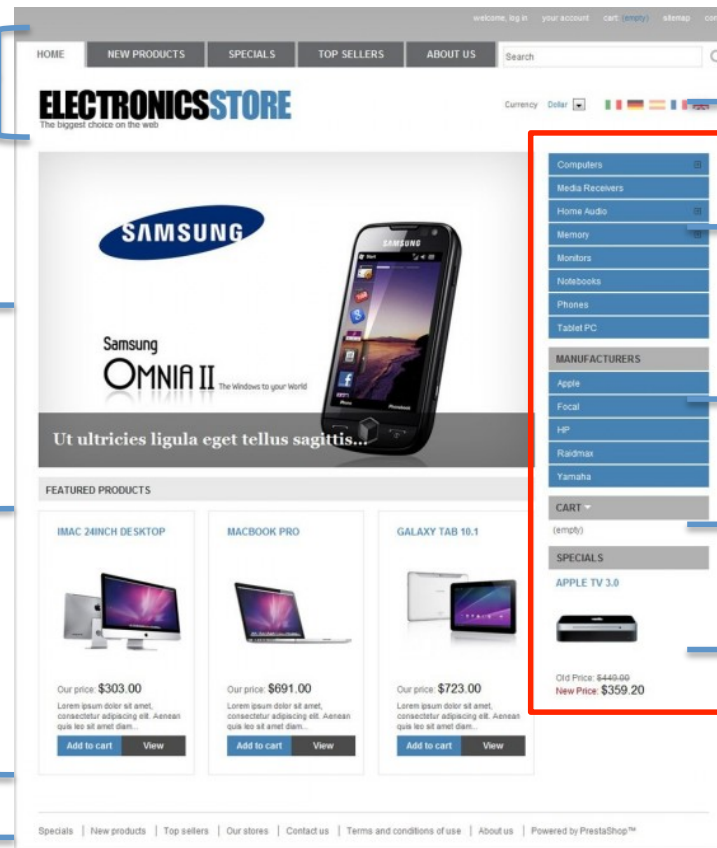 welcome, log in your account cart: (empty) sitemap
HOME NEW PRODUCTS SPECIALS TOP SELLERS ABOUT US Search
ELECTRONICSSTORE
The biggest choice on the web
Currency Dollar
SAMSUNG
SAMSUNG
Samsung
OMNIA II The Windows to your World
Ut ultricies ligula eget tellus sagittis...
Computers
Media Receivers
Home Audio
Memory
Monitors
Notebooks
Phones
Tablet PC
MANUFACTURERS
Apple
Focal
HP
Raidmax
Yamaha
CART
(empty)
SPECIALS
APPLE TV 3.0
Old Price: $449.00
New Price: $359.20
FEATURED PRODUCTS
IMAC 24INCH DESKTOP
Our price: $303.00
Lorem ipsum dolor sit amet,
consectetur adipiscing elit. Aenean
quis leo sit amet diam...
Add to cart View
MACBOOK PRO
Our price: $691.00
Lorem ipsum dolor sit amet,
consectetur adipiscing elit. Aenean
quis leo sit amet diam...
Add to cart View
GALAXY TAB 10.1
Our price: $723.00
Lorem ipsum dolor sit amet,
consectetur adipiscing elit. Aenean
quis leo sit amet diam...
Add to cart View
Specials | New products | Top sellers | Our stores | Contact us | Terms and conditions of use | About us | Powered by PrestaShop™